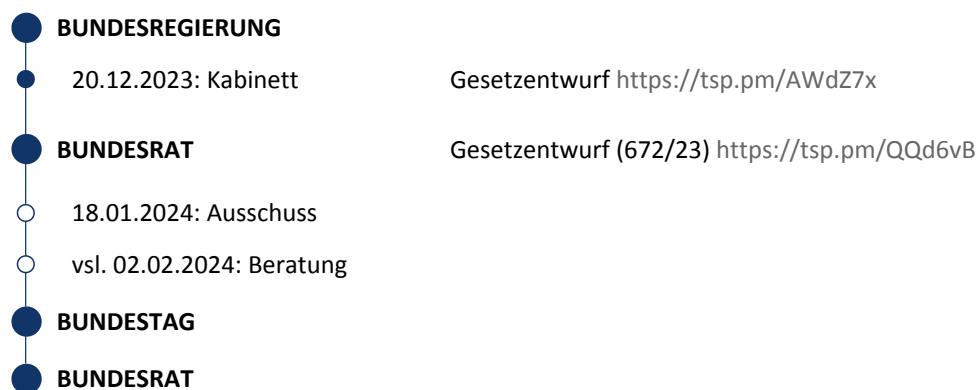 BUNDESREGIERUNG
20.12.2023: Kabinett Gesetzentwurf https://tsp.pm/AWdZ7x
BUNDESRAT Gesetzentwurf (672/23) https://tsp.pm/QQd6vB
18.01.2024: Ausschuss
vsl. 02.02.2024: Beratung
BUNDESTAG
BUNDESRAT